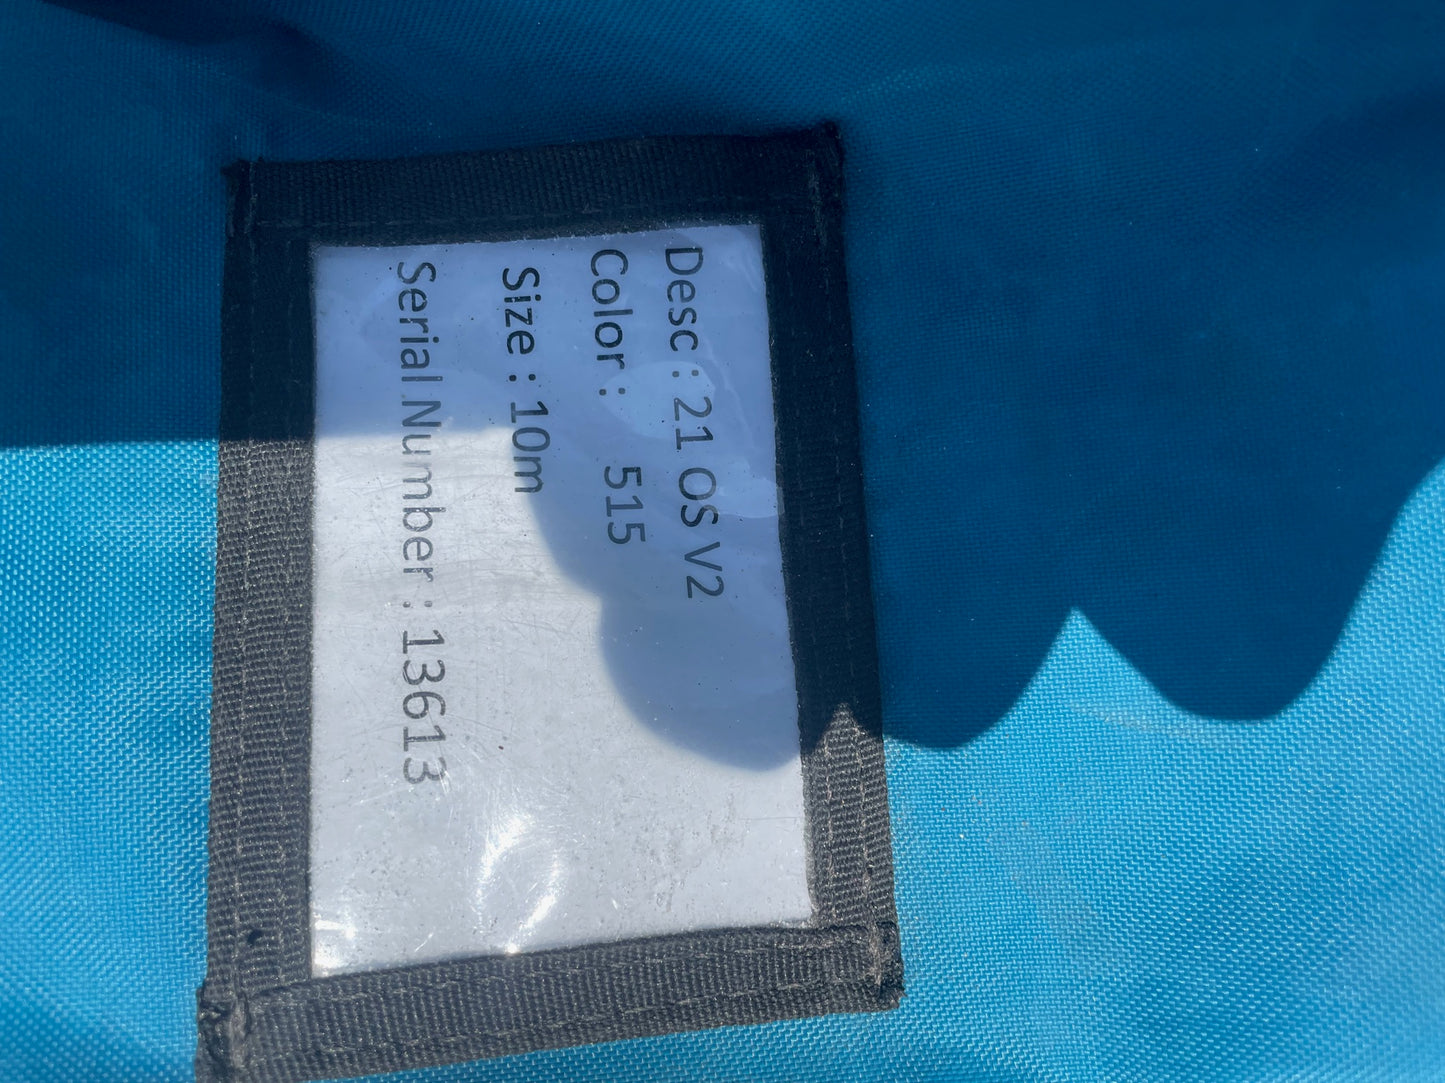 Desc : 21 OS V2
Color : 515
Size : 10m
Serial Number : 13613